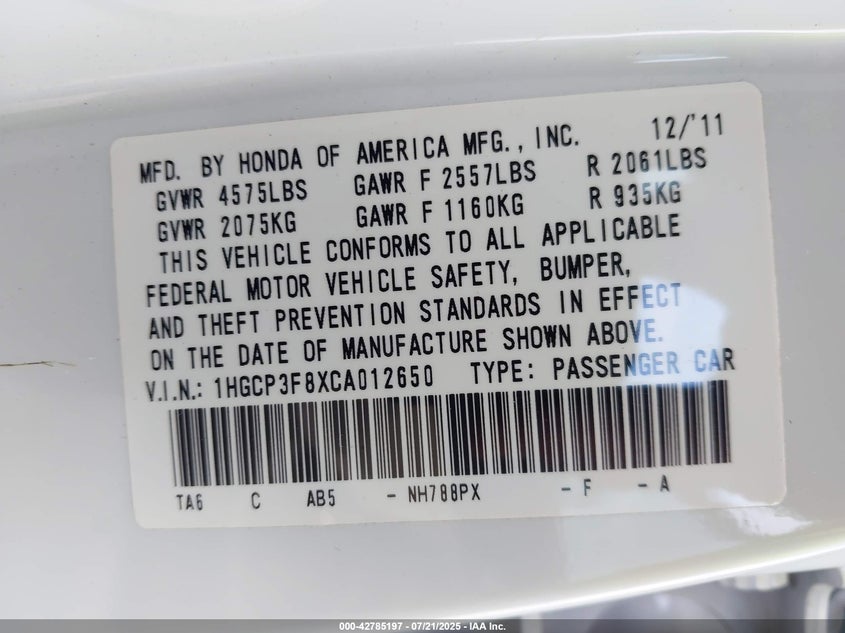 MFD. BY HONDA OF AMERICA MFG., INC. 12/'11
GVWR 4575LBS GAWR F 2557LBS R 2061LBS
GVWR 2075KG GAWR F 1160KG R 935KG
THIS VEHICLE CONFORMS TO ALL APPLICABLE
FEDERAL MOTOR VEHICLE SAFETY, BUMPER,
AND THEFT PREVENTION STANDARDS IN EFFECT
ON THE DATE OF MANUFACTURE SHOWN ABOVE.
V.I.N.: 1HGCP3F8XCA012650 TYPE: PASSENGER CAR
TA6 C AB5 - NH788PX - F - A
000-42785197 - 07/21/2025 - IAA Inc.